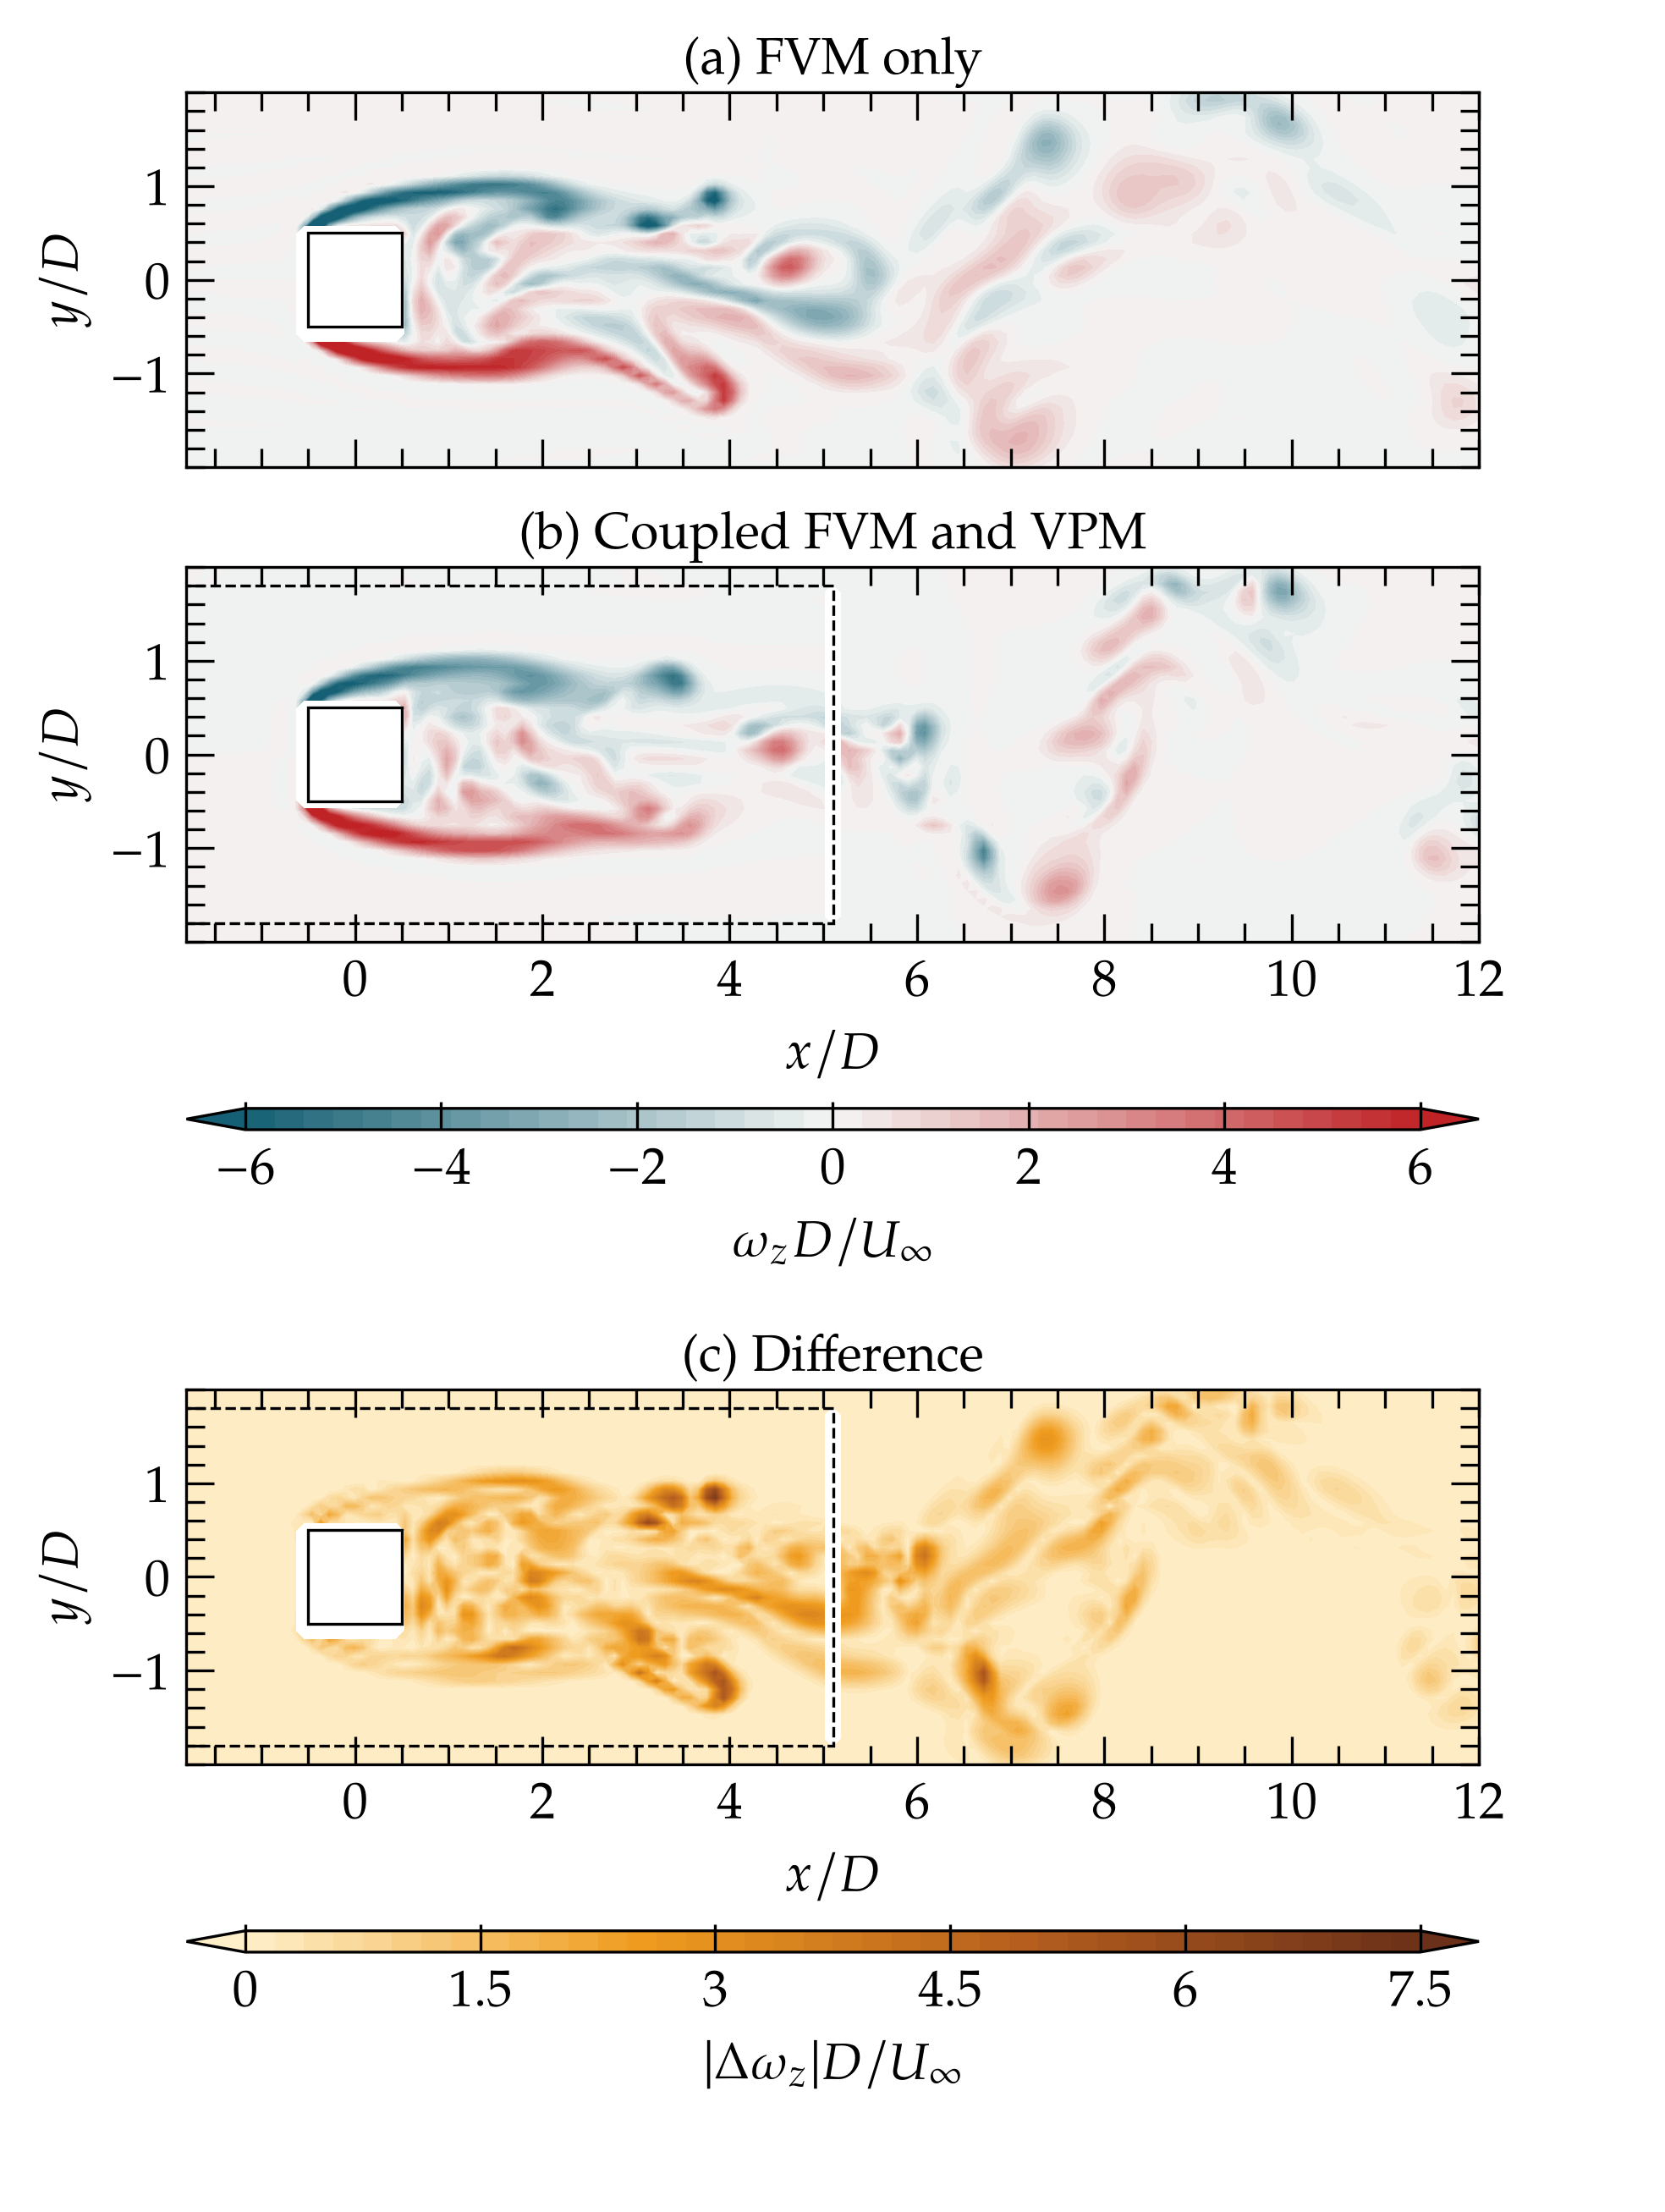 (a) FVM only
1
0
−1
y/D
(b) Coupled FVM and VPM
1
0
−1
y/D
0 2 4 6 8 10 12
x/D
−6 −4 −2 0 2 4 6
ω_z D/U_∞
(c) Difference
1
0
−1
y/D
0 2 4 6 8 10 12
x/D
0 1.5 3 4.5 6 7.5
|Δω_z|D/U_∞